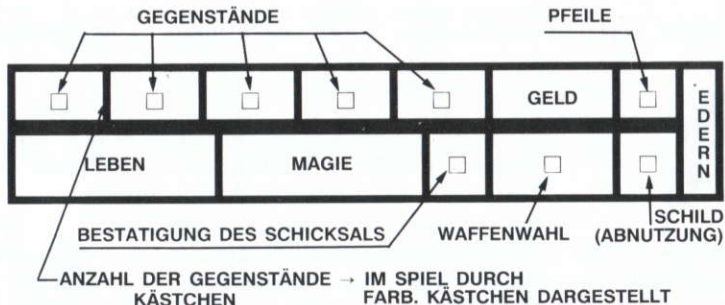 GEGENSTÄNDE
PFEILE
GELD
EDERN
LEBEN
MAGIE
BESTATIGUNG DES SCHICKSALS
WAFFENWAHL
SCHILD
(ABNUTZUNG)
ANZAHL DER GEGENSTÄNDE → IM SPIEL DURCH
KÄSTCHEN FARB. KÄSTCHEN DARGESTELLT